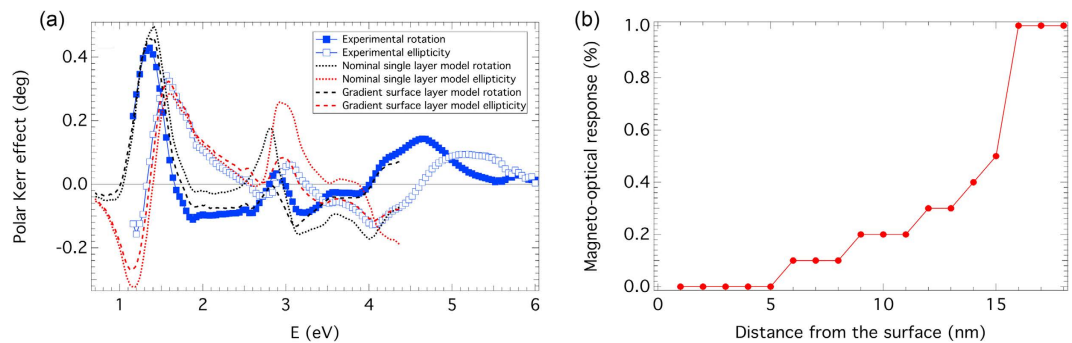 (a)
0.4
0.2
0.0
-0.2
Polar Kerr effect (deg)
1
2
3
4
5
6
E (eV)
Experimental rotation
Experimental ellipticity
Nominal single layer model rotation
Nominal single layer model ellipticity
Gradient surface layer model rotation
Gradient surface layer model ellipticity
(b)
1.0
0.8
0.6
0.4
0.2
0.0
Magneto-optical response (%)
0
5
10
15
Distance from the surface (nm)